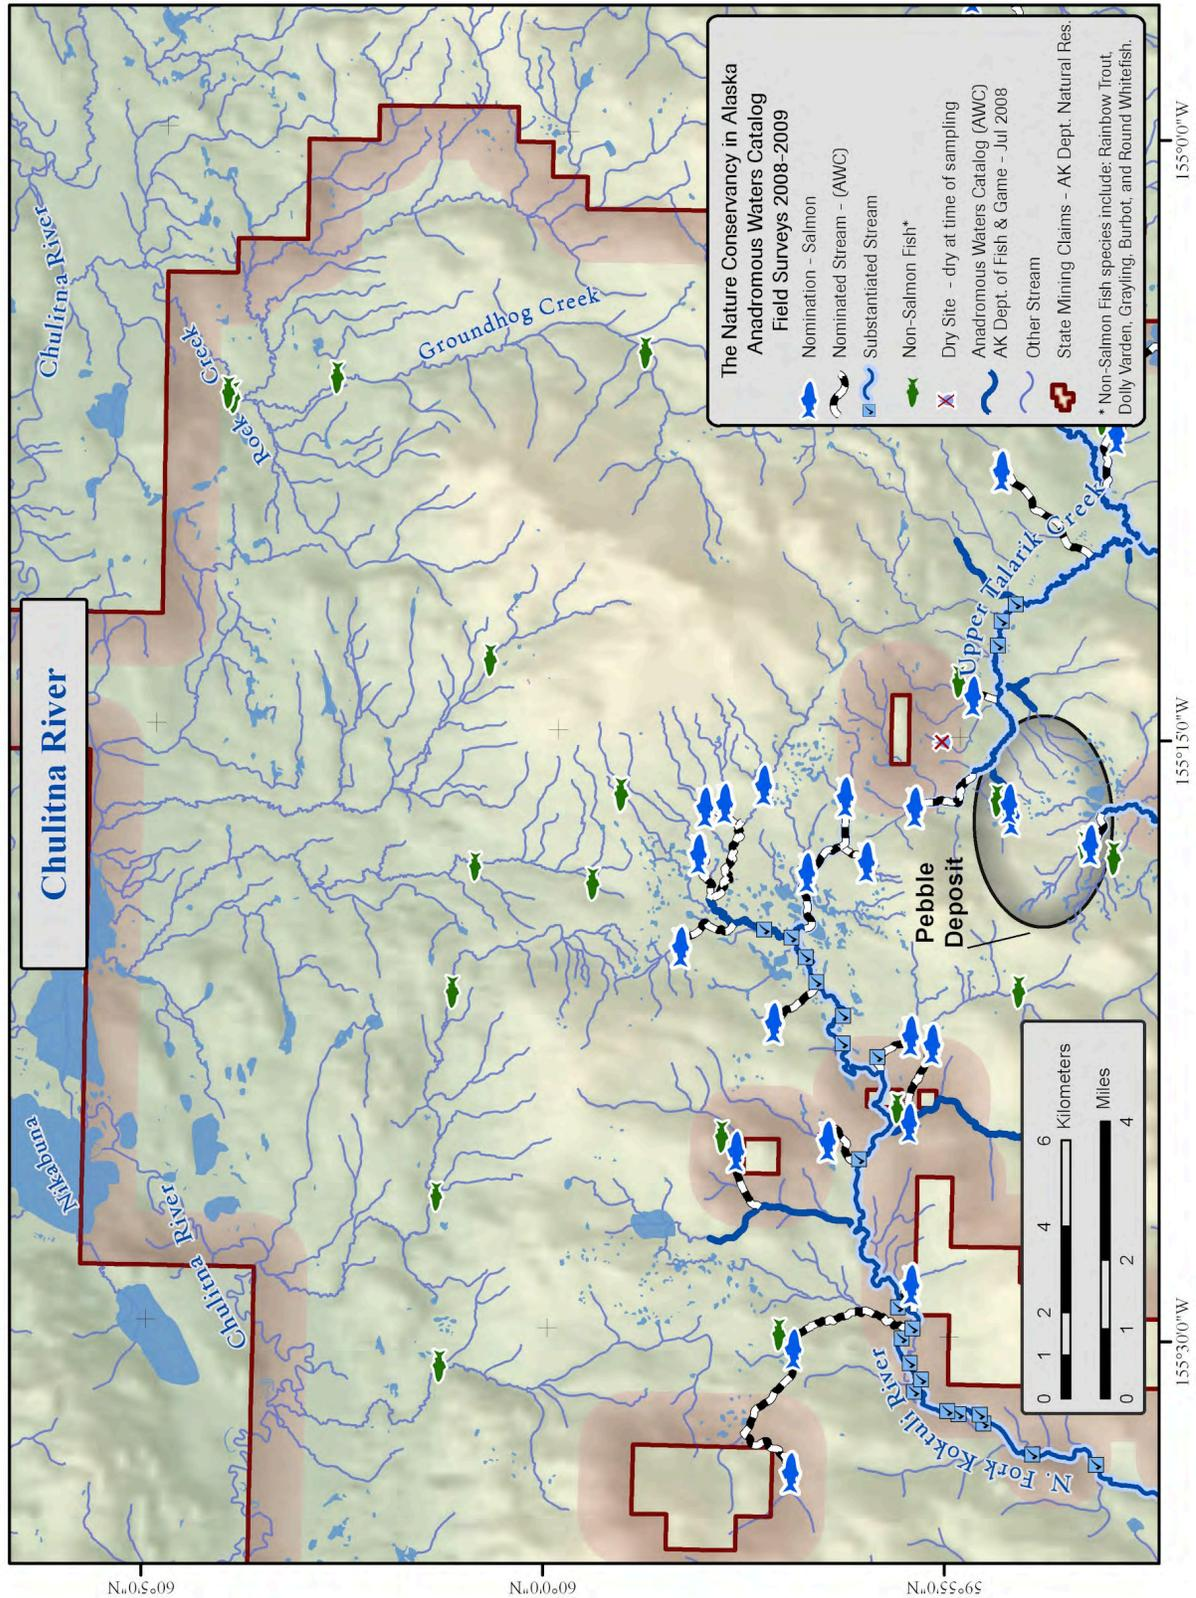 Chulitna River
Chulitna River
Nikabuna
Chulitna River
Rock Creek
Groundhog Creek
Upper Talarik Creek
N. Fork Koktuli River
Pebble
Deposit
The Nature Conservancy in Alaska
Anadromous Waters Catalog
Field Surveys 2008-2009
Nomination - Salmon
Nominated Stream - (AWC)
Substantiated Stream
Non-Salmon Fish*
Dry Site - dry at time of sampling
Anadromous Waters Catalog (AWC)
AK Dept. of Fish & Game - Jul 2008
Other Stream
State Mining Claims - AK Dept. Natural Res.
* Non-Salmon Fish species include: Rainbow Trout,
Dolly Varden, Grayling, Burbot, and Round Whitefish.
0 1 2 4 6
Kilometers
0 1 2 4
Miles
155°30'0"W
155°15'0"W
155°0'0"W
60°5'0"N
60°0'0"N
59°55'0"N